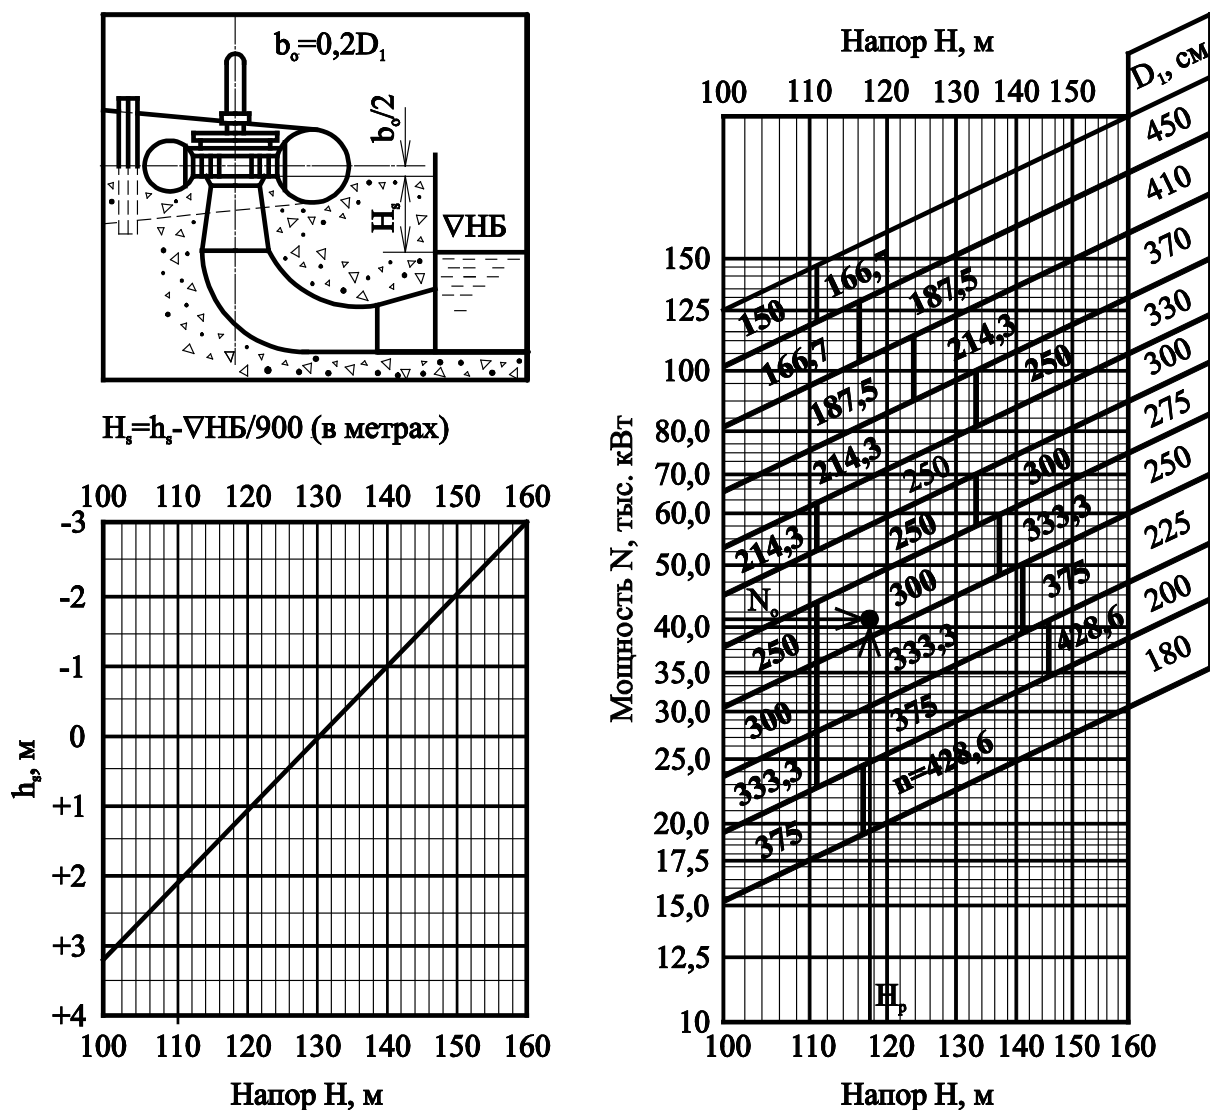 bₒ=0,2D₁
bₒ/2
Hₛ
∇НБ
Hₛ=hₛ-∇НБ/900 (в метрах)
100 110 120 130 140 150 160
-3
-2
-1
0
+1
+2
+3
+4
hₛ, м
100 110 120 130 140 150 160
Напор Н, м
Напор Н, м
100 110 120 130 140 150
D₁, см
450
410
370
330
300
275
250
225
200
180
Мощность N, тыс. кВт
150
125
100
80,0
70,0
60,0
50,0
40,0
35,0
30,0
25,0
20,0
17,5
15,0
12,5
10
150 166,7
166,7 187,5
187,5 214,3
214,3 250
214,3 250
250 300
250 300 333,3
300 333,3 375
333,3 375 428,6
375 n=428,6
Nₒ
Hₚ
100 110 120 130 140 150 160
Напор Н, м